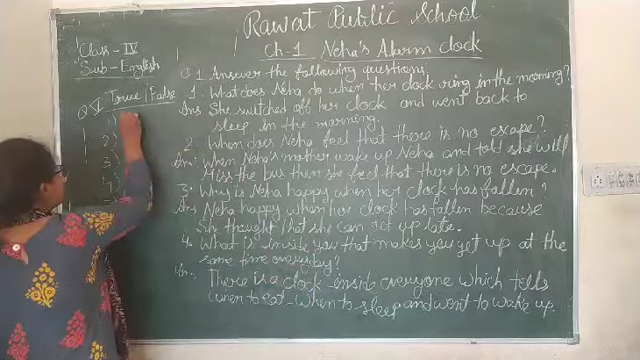 Rawat Public School
Ch-1 Neha's Alarm clock
Class-IV
Sub-English
Q V True/False
1)
2)
3)
4)
Q1. Answer the following questions:
1. What does Neha do when her clock ring in the morning?
Ans She switched off her clock and went back to
sleep in the morning.
2. When does Neha feel that there is no escape?
Ans: When Neha's mother wake up Neha and told she will
Miss the bus then she feel that there is no escape.
3. Why is Neha happy when her clock has fallen?
Ans Neha happy when her clock has fallen because
She thought that she can get up late.
4. What is inside you that makes you get up at the
same time everyday?
Ans. There is a clock inside everyone which tells
when to eat - when to sleep and went to wake up.